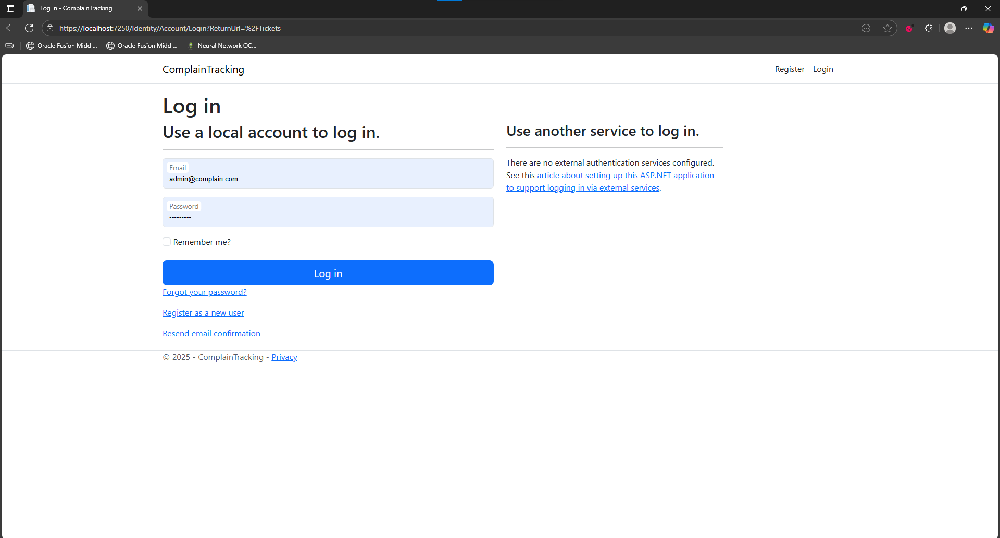 Log in - ComplainTracking
https://localhost:7250/Identity/Account/Login?ReturnUrl=%2FTickets
Oracle Fusion Middl... Oracle Fusion Middl... Neural Network OC...
ComplainTracking Register Login
Log in
Use a local account to log in.
Email
admin@complain.com
Password
•••••••••
Remember me?
Log in
Forgot your password?
Register as a new user
Resend email confirmation
Use another service to log in.
There are no external authentication services configured.
See this article about setting up this ASP.NET application
to support logging in via external services.
© 2025 - ComplainTracking - Privacy